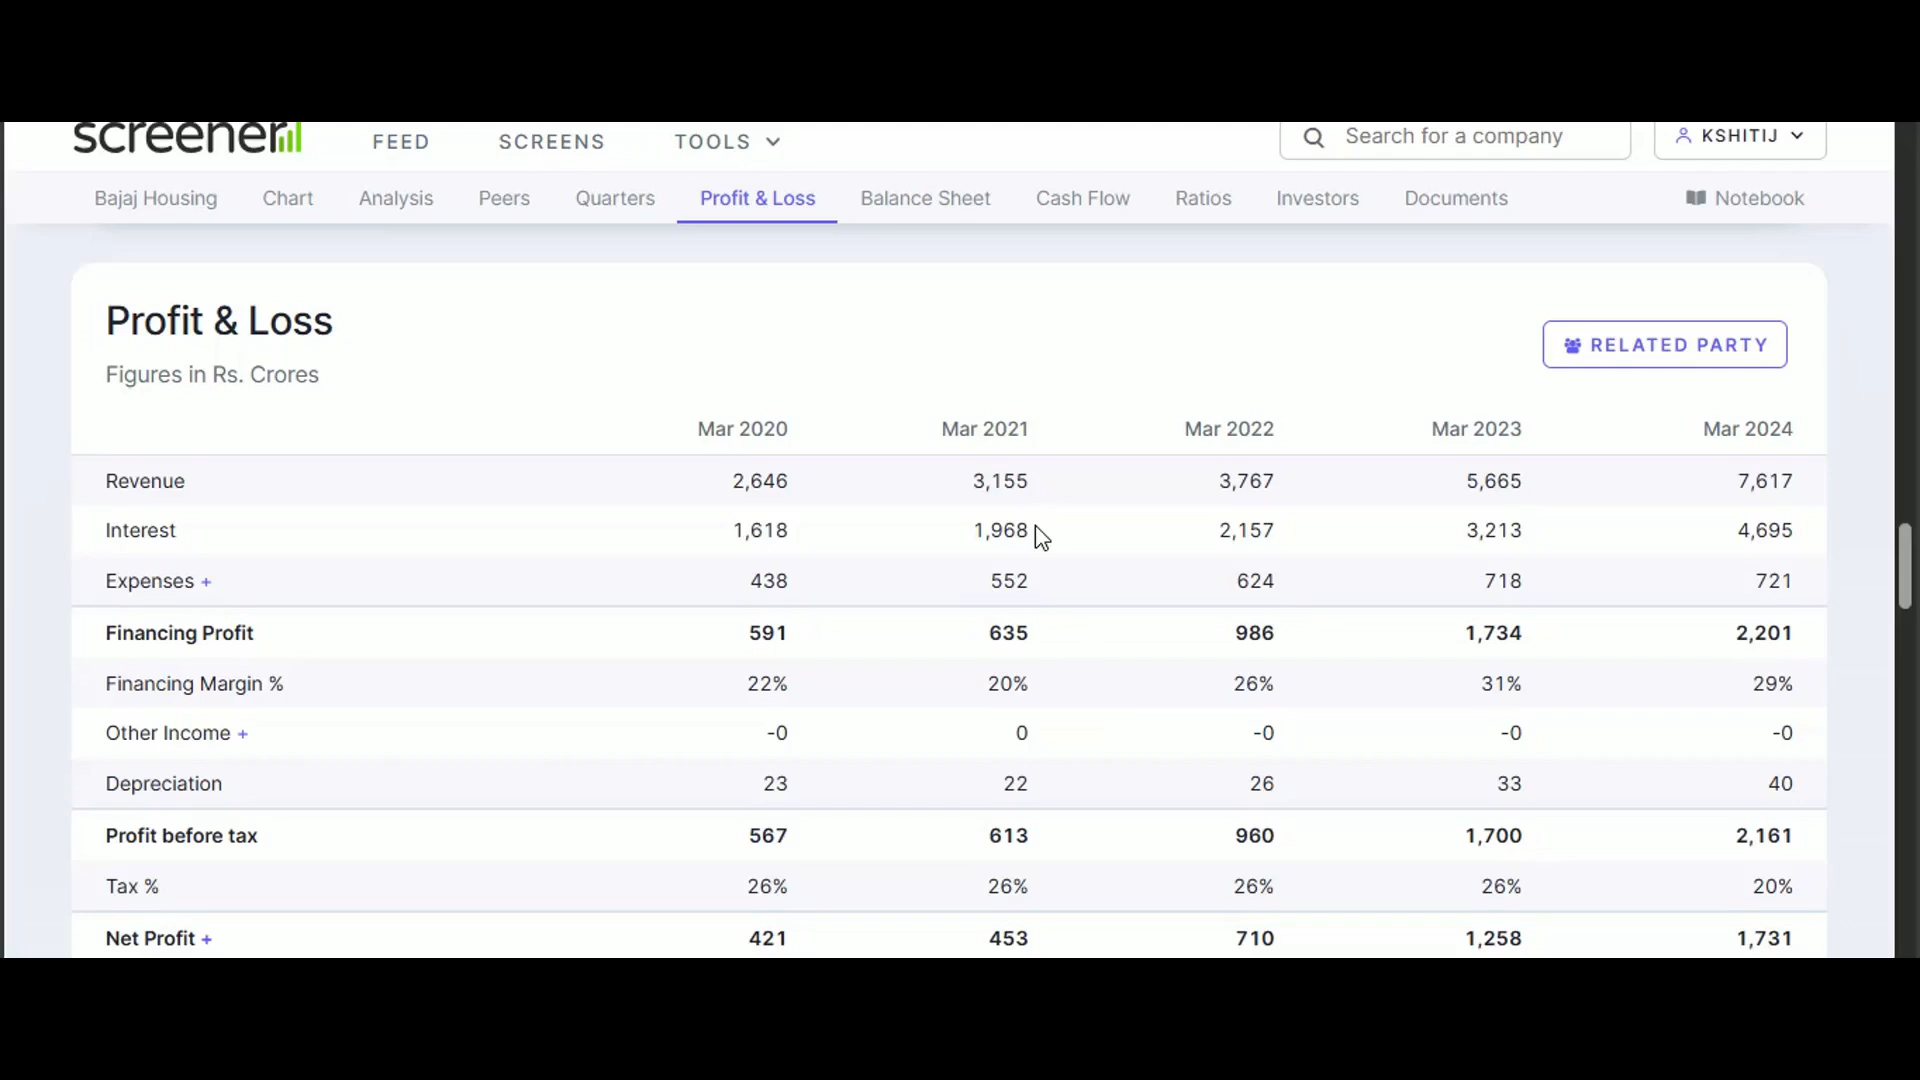 screener FEED SCREENS TOOLS Search for a company KSHITIJ
Bajaj Housing Chart Analysis Peers Quarters Profit & Loss Balance Sheet Cash Flow Ratios Investors Documents Notebook
Profit & Loss
RELATED PARTY
Figures in Rs. Crores
Mar 2020 Mar 2021 Mar 2022 Mar 2023 Mar 2024
Revenue 2,646 3,155 3,767 5,665 7,617
Interest 1,618 1,968 2,157 3,213 4,695
Expenses + 438 552 624 718 721
Financing Profit 591 635 986 1,734 2,201
Financing Margin % 22% 20% 26% 31% 29%
Other Income + -0 0 -0 -0 -0
Depreciation 23 22 26 33 40
Profit before tax 567 613 960 1,700 2,161
Tax % 26% 26% 26% 26% 20%
Net Profit + 421 453 710 1,258 1,731